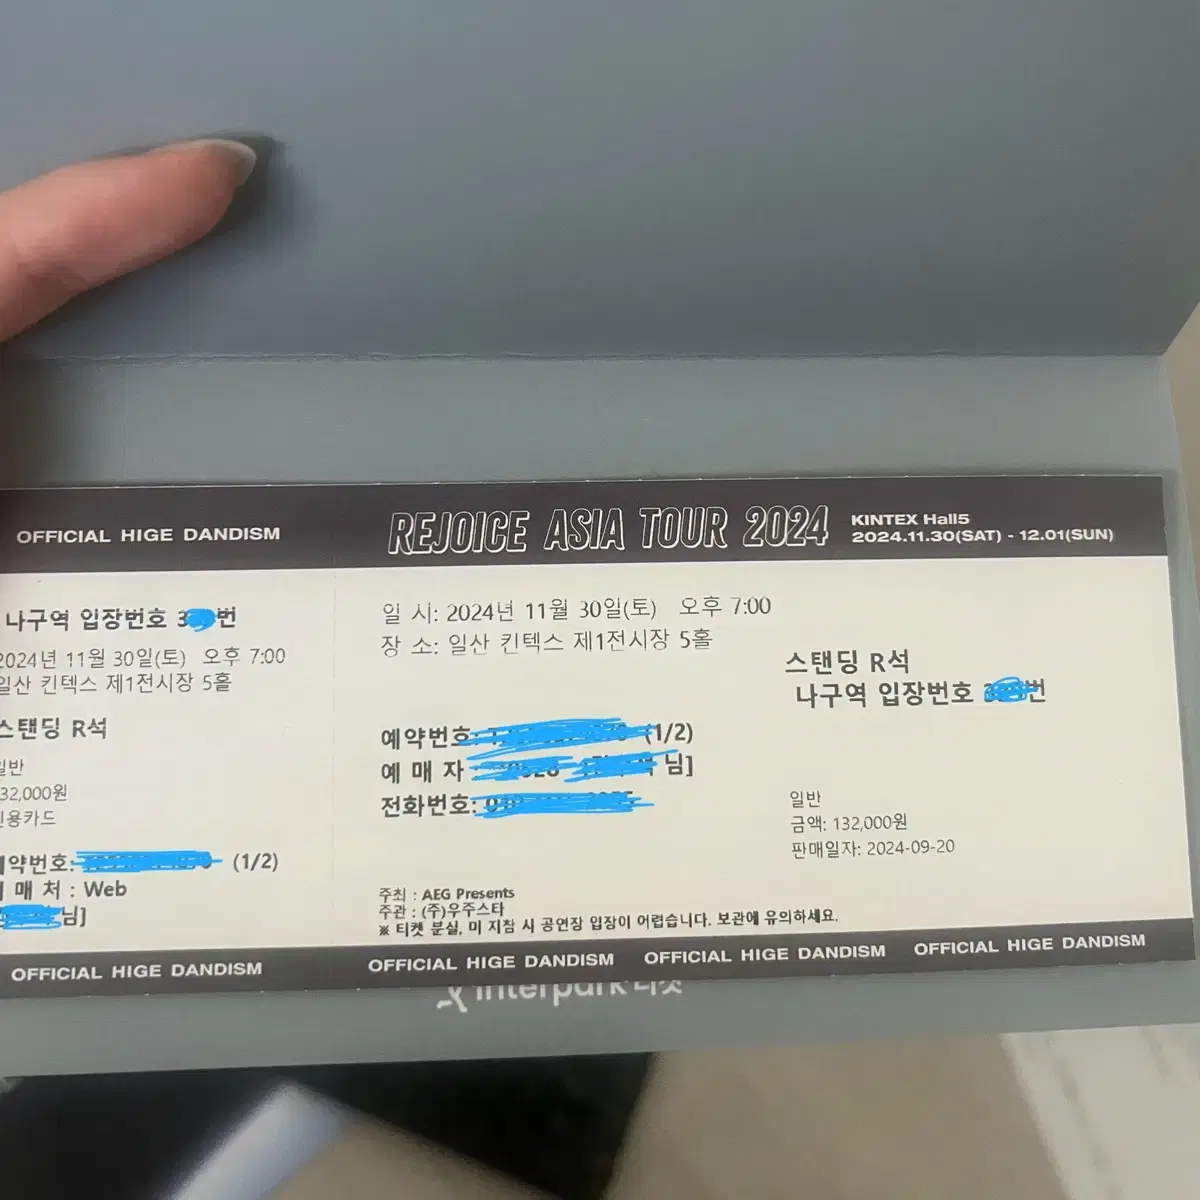 OFFICIAL HIGE DANDISM
REJOICE ASIA TOUR 2024
KINTEX Hall5
2024.11.30(SAT) - 12.01(SUN)
나구역 입장번호 3 번
2024년 11월 30일(토) 오후 7:00
일산 킨텍스 제1전시장 5홀
스탠딩 R석
일반
32,000원
신용카드
예약번호: (1/2)
매 처 : Web
님]
일 시: 2024년 11월 30일(토) 오후 7:00
장 소: 일산 킨텍스 제1전시장 5홀
예약번호: (1/2)
예 매 자 : 님]
전화번호:
스탠딩 R석
나구역 입장번호 번
일반
금액: 132,000원
판매일자: 2024-09-20
주최 : AEG Presents
주관 : (주)우주스타
※ 티켓 분실, 미 지참 시 공연장 입장이 어렵습니다. 보관에 유의하세요.
OFFICIAL HIGE DANDISM
OFFICIAL HIGE DANDISM
OFFICIAL HIGE DANDISM
OFFICIAL HIGE DANDISM
interpark 티켓